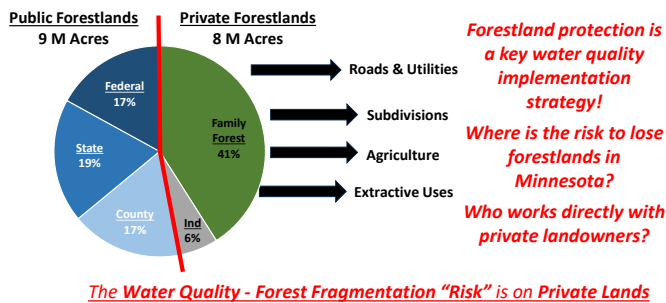 Public Forestlands
9 M Acres
Private Forestlands
8 M Acres
Federal
17%
State
19%
County
17%
Ind
6%
Family
Forest
41%
Roads & Utilities
Subdivisions
Agriculture
Extractive Uses
Forestland protection is
a key water quality
implementation
strategy!
Where is the risk to lose
forestlands in
Minnesota?
Who works directly with
private landowners?
The Water Quality - Forest Fragmentation “Risk” is on Private Lands